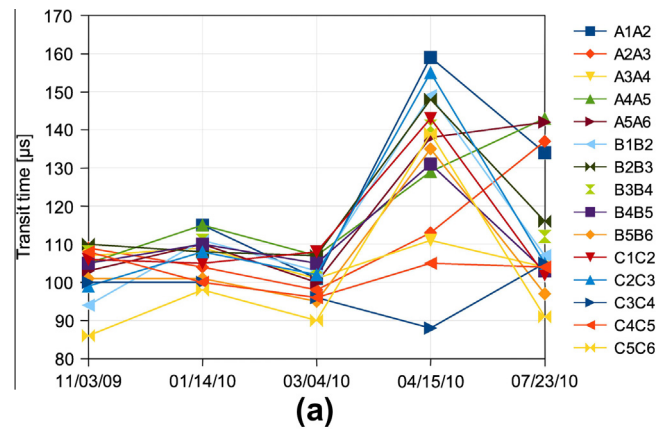 170
160
150
140
130
120
110
100
90
80
Transit time [µs]
11/03/09 01/14/10 03/04/10 04/15/10 07/23/10
A1A2
A2A3
A3A4
A4A5
A5A6
B1B2
B2B3
B3B4
B4B5
B5B6
C1C2
C2C3
C3C4
C4C5
C5C6
(a)